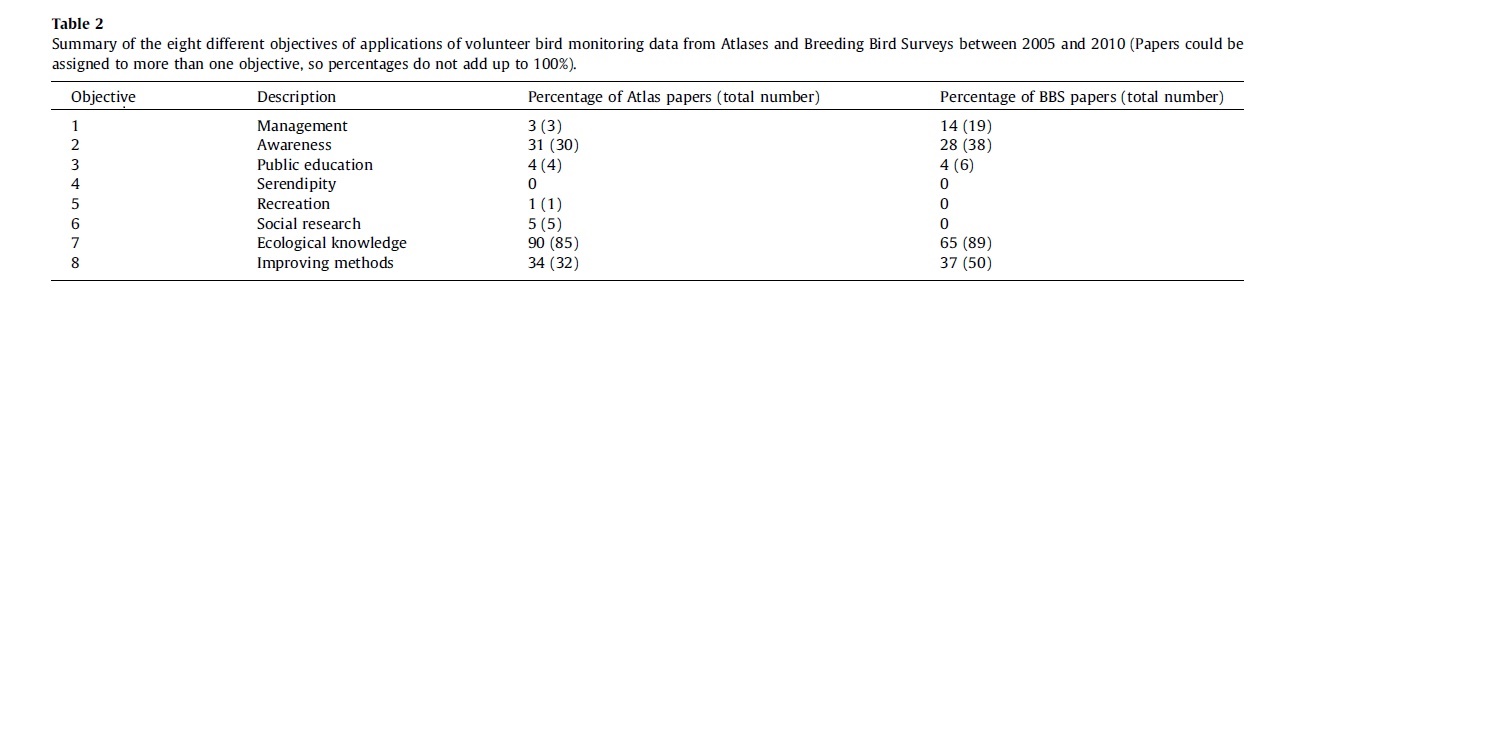 Table 2
Summary of the eight different objectives of applications of volunteer bird monitoring data from Atlases and Breeding Bird Surveys between 2005 and 2010 (Papers could be
assigned to more than one objective, so percentages do not add up to 100%).
Objective Description Percentage of Atlas papers (total number) Percentage of BBS papers (total number)
1 Management 3 (3) 14 (19)
2 Awareness 31 (30) 28 (38)
3 Public education 4 (4) 4 (6)
4 Serendipity 0 0
5 Recreation 1 (1) 0
6 Social research 5 (5) 0
7 Ecological knowledge 90 (85) 65 (89)
8 Improving methods 34 (32) 37 (50)